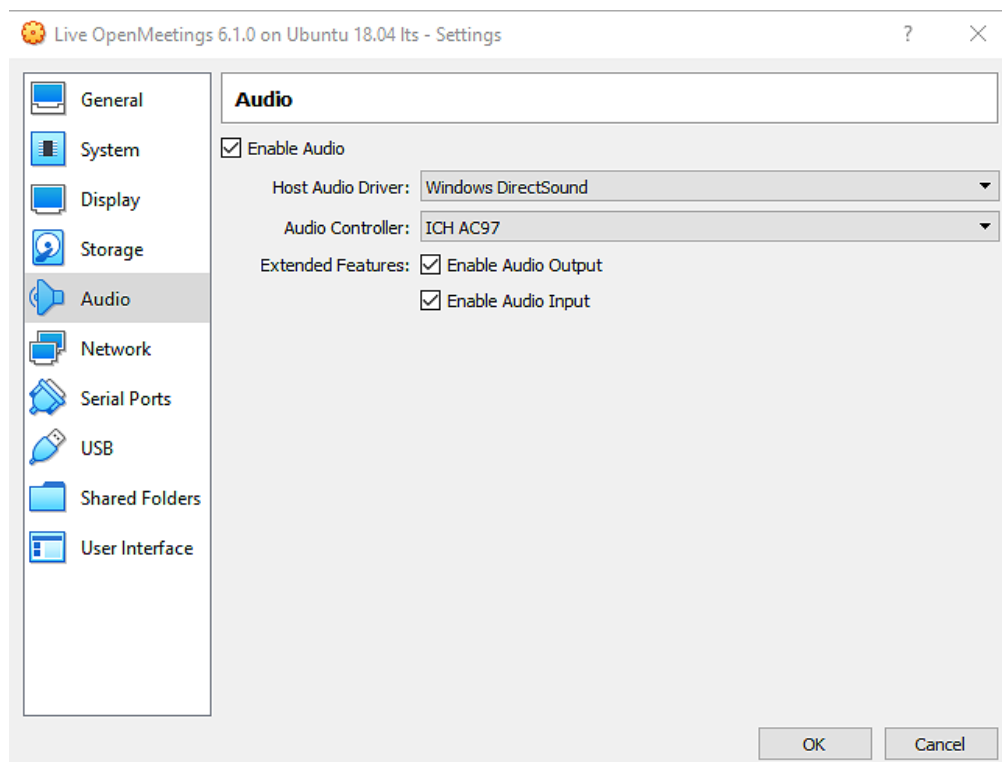 Live OpenMeetings 6.1.0 on Ubuntu 18.04 lts - Settings
?
General
System
Display
Storage
Audio
Network
Serial Ports
USB
Shared Folders
User Interface
Audio
Enable Audio
Host Audio Driver: Windows DirectSound
Audio Controller: ICH AC97
Extended Features: Enable Audio Output
Enable Audio Input
OK
Cancel